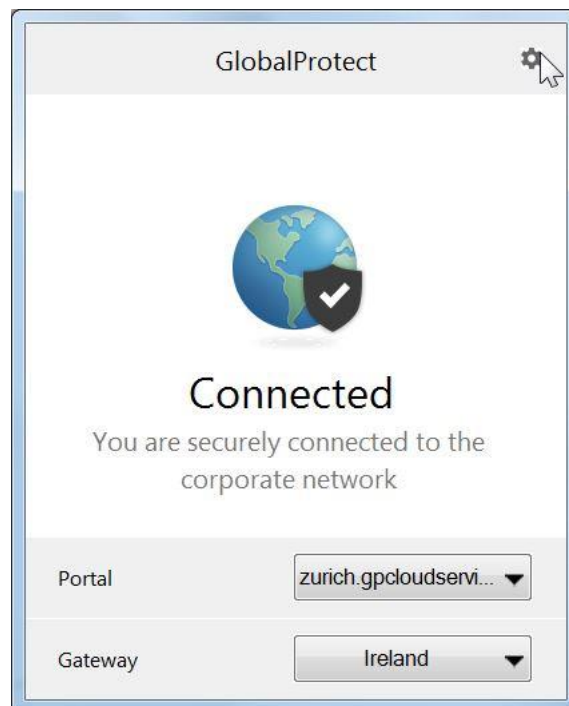 GlobalProtect
Connected
You are securely connected to the
corporate network
Portal
zurich.gpcloudservi...
Gateway
Ireland